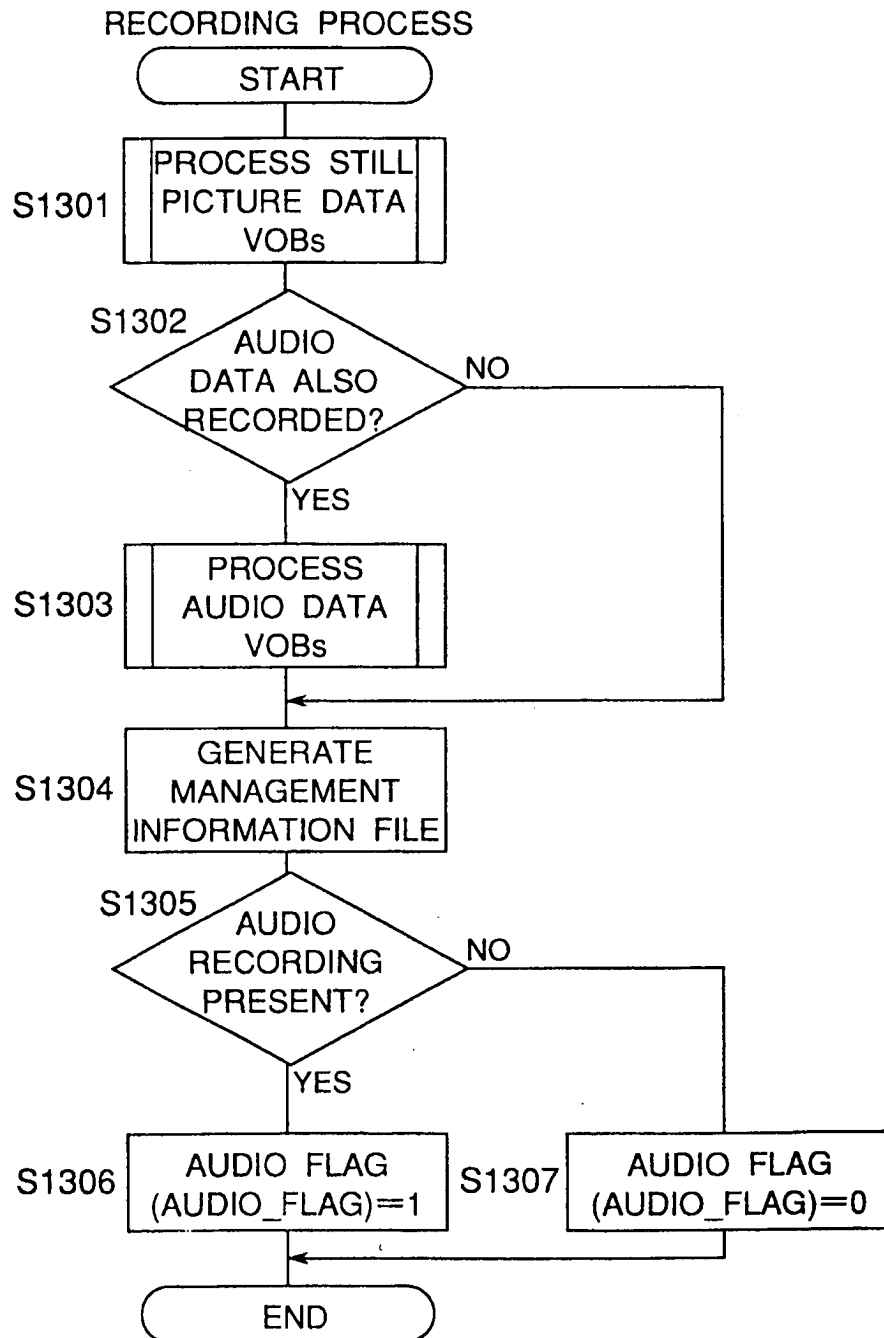 RECORDING PROCESS
START
S1301
PROCESS STILL
PICTURE DATA
VOBs
S1302
AUDIO
DATA ALSO
RECORDED?
NO
YES
S1303
PROCESS
AUDIO DATA
VOBs
S1304
GENERATE
MANAGEMENT
INFORMATION FILE
S1305
AUDIO
RECORDING
PRESENT?
NO
YES
S1306
AUDIO FLAG
(AUDIO_FLAG)=1
S1307
AUDIO FLAG
(AUDIO_FLAG)=0
END